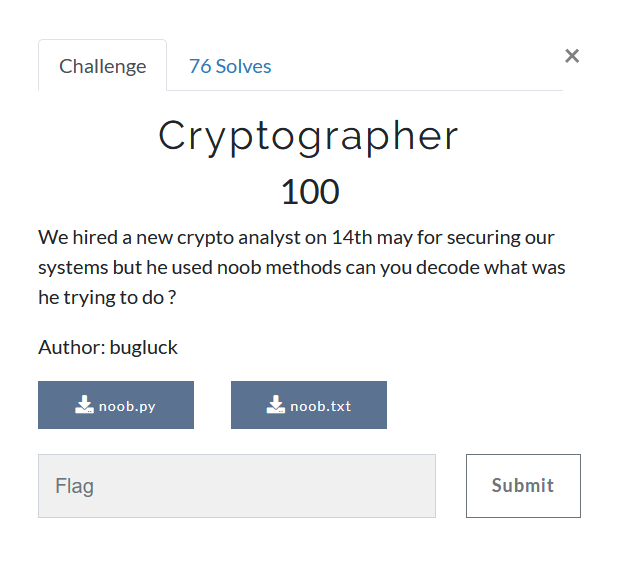 Challenge
76 Solves
×
Cryptographer
100
We hired a new crypto analyst on 14th may for securing our
systems but he used noob methods can you decode what was
he trying to do ?
Author: bugluck
noob.py
noob.txt
Flag
Submit